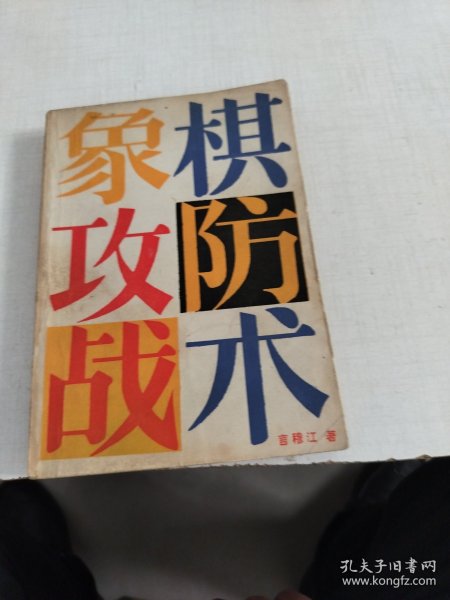 象棋
攻防
战术
言穆江 著
孔夫子旧书网
www.kongfz.com